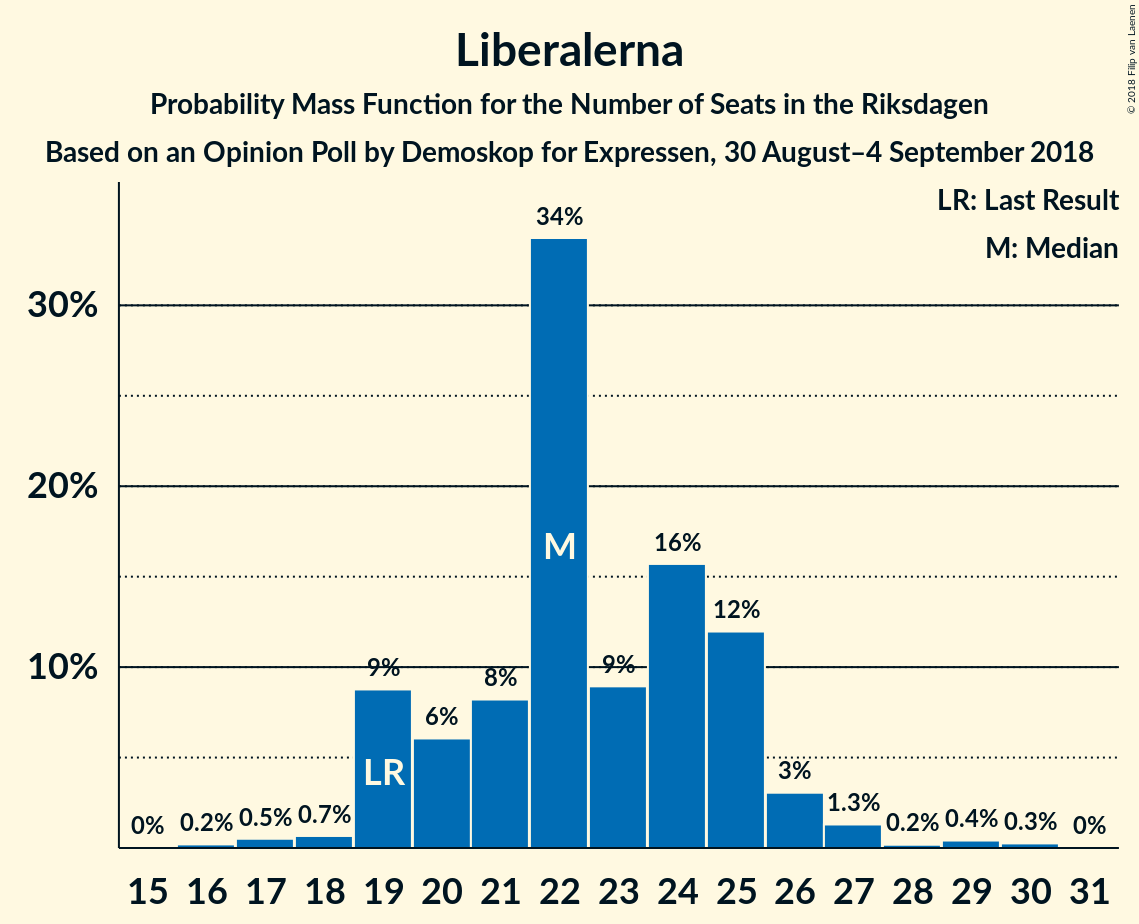 Liberalerna
Probability Mass Function for the Number of Seats in the Riksdagen
Based on an Opinion Poll by Demoskop for Expressen, 30 August–4 September 2018
© 2018 Filip van Laenen
LR: Last Result
M: Median
30%
20%
10%
0% 0.2% 0.5% 0.7% 9% 6% 8% 34% 9% 16% 12% 3% 1.3% 0.2% 0.4% 0.3% 0%
LR M
15 16 17 18 19 20 21 22 23 24 25 26 27 28 29 30 31